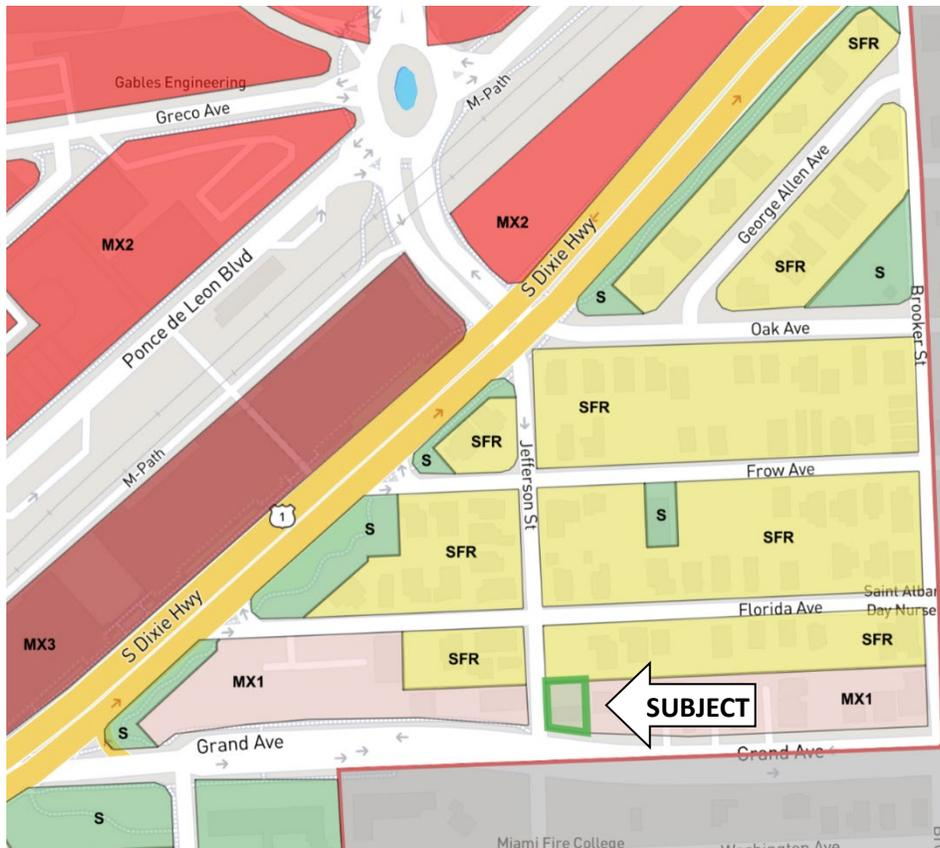 SFR
Gables Engineering
M-Path
Greco Ave
George Allen Ave
MX2
MX2
S Dixie Hwy
Ponce de Leon Blvd
SFR
S
S
Brooker St
Oak Ave
SFR
SFR
S
M-Path
Jefferson St
Frow Ave
1
S
S
SFR
SFR
Saint Alban
Day Nurse
Florida Ave
S Dixie Hwy
MX3
SFR
SFR
MX1
SUBJECT
MX1
S
Grand Ave
Grand Ave
S
Miami Fire College
Washington Ave